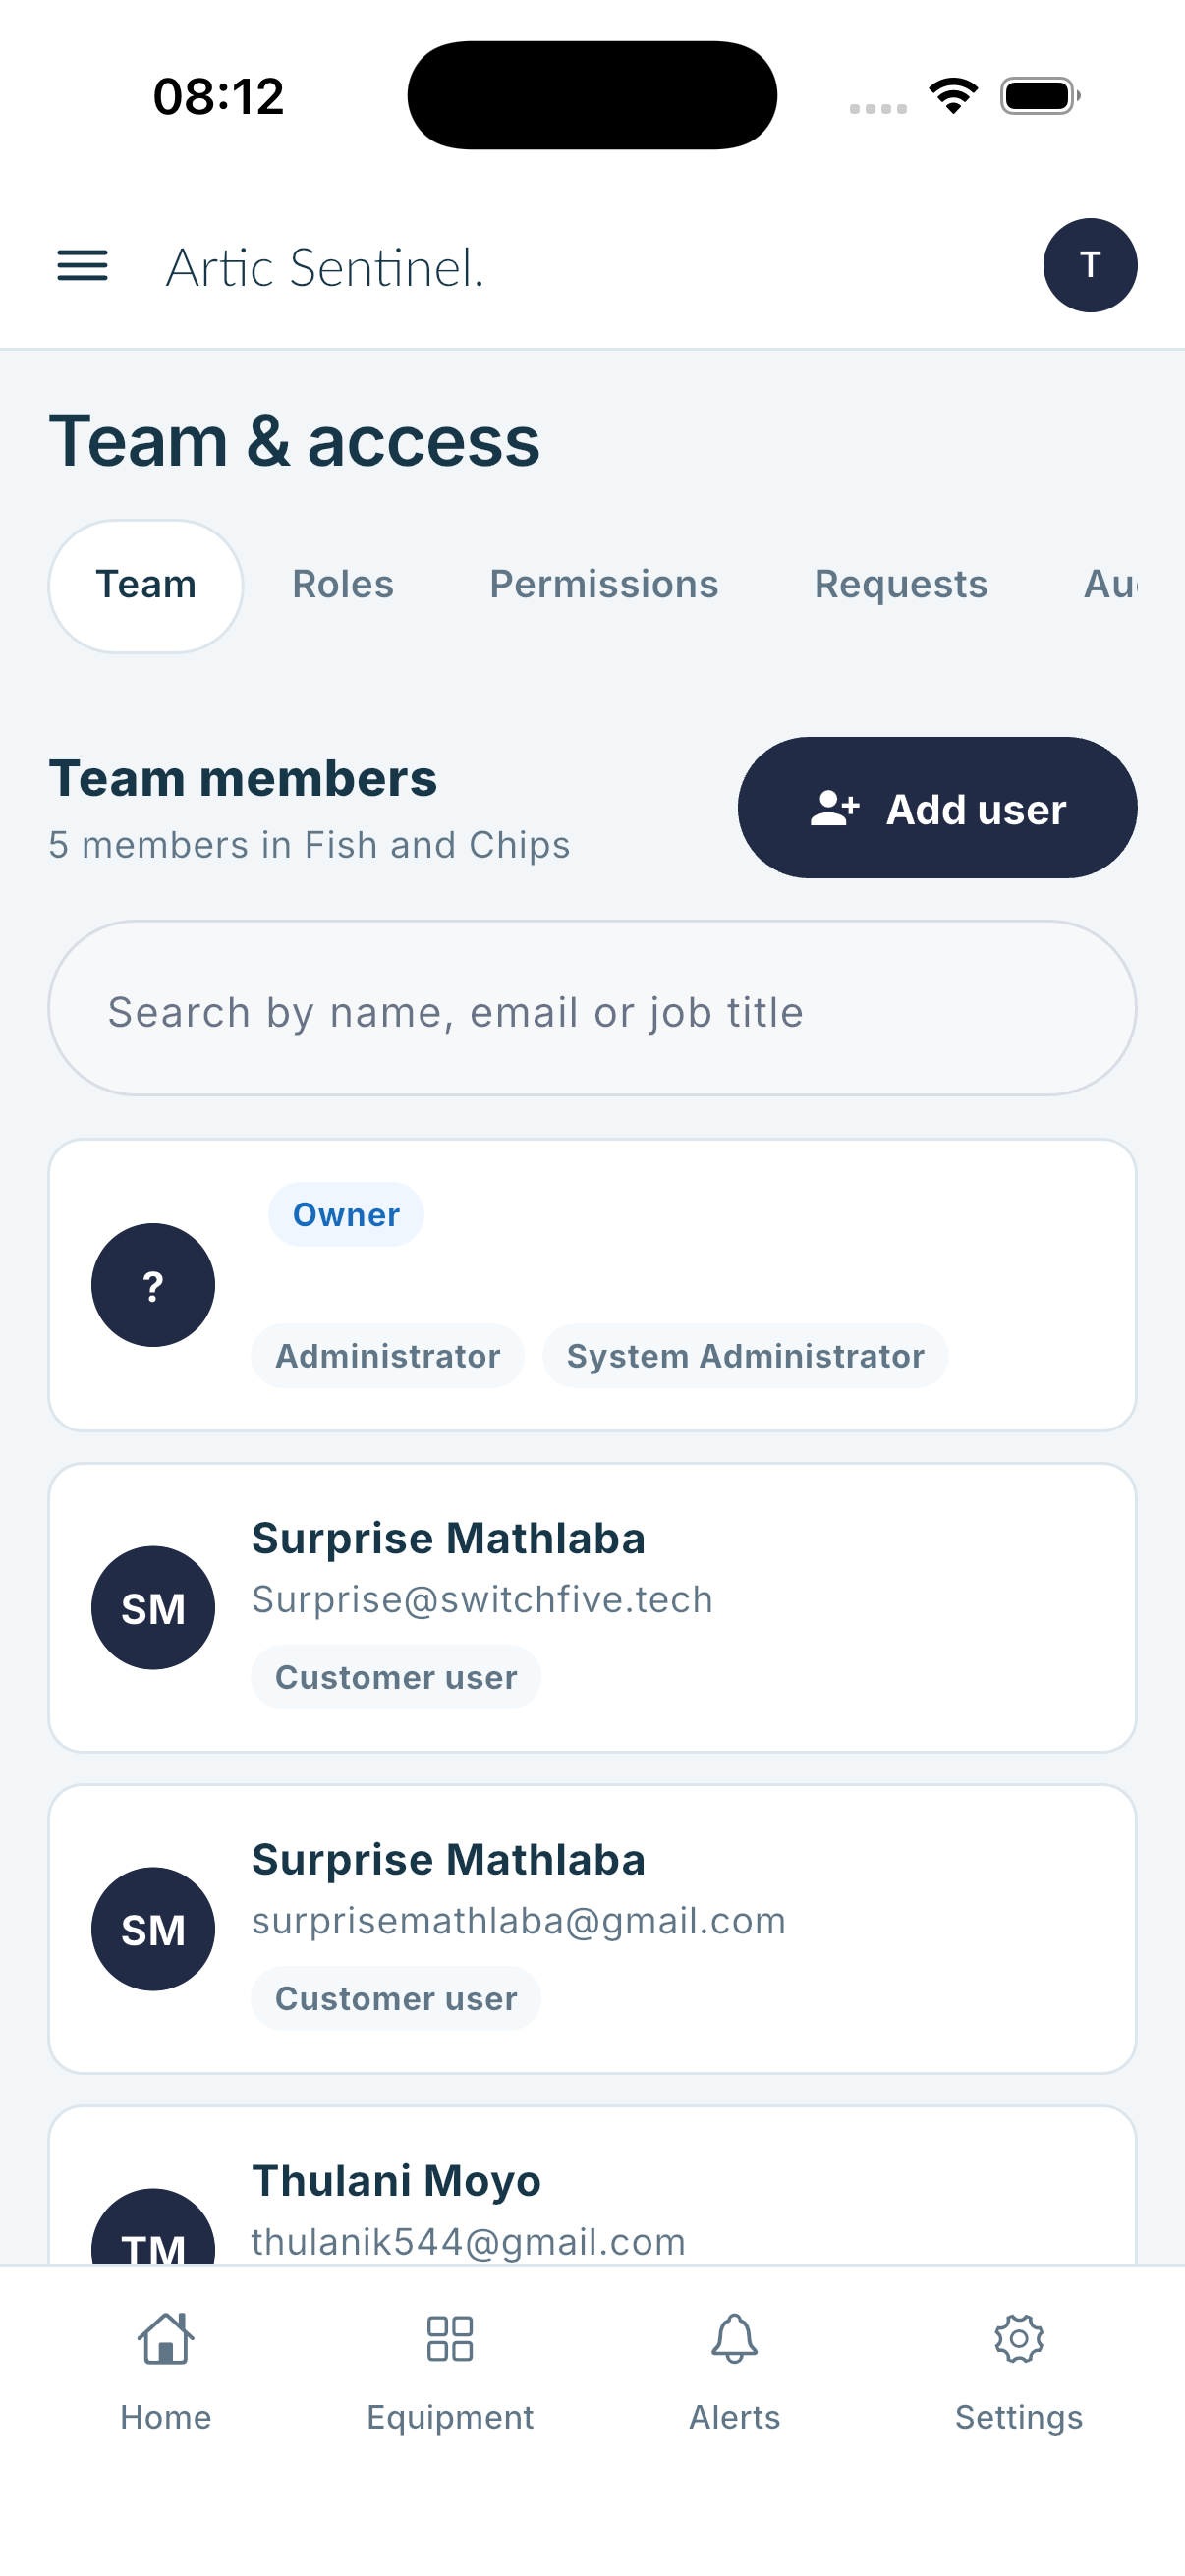 08:12
Artic Sentinel.
T
Team & access
Team Roles Permissions Requests
Team members
5 members in Fish and Chips
Add user
Search by name, email or job title
Owner
?
Administrator System Administrator
Surprise Mathlaba
SM
Surprise@switchfive.tech
Customer user
Surprise Mathlaba
SM
surprisemathlaba@gmail.com
Customer user
Thulani Moyo
TM
thulanik544@gmail.com
Home Equipment Alerts Settings